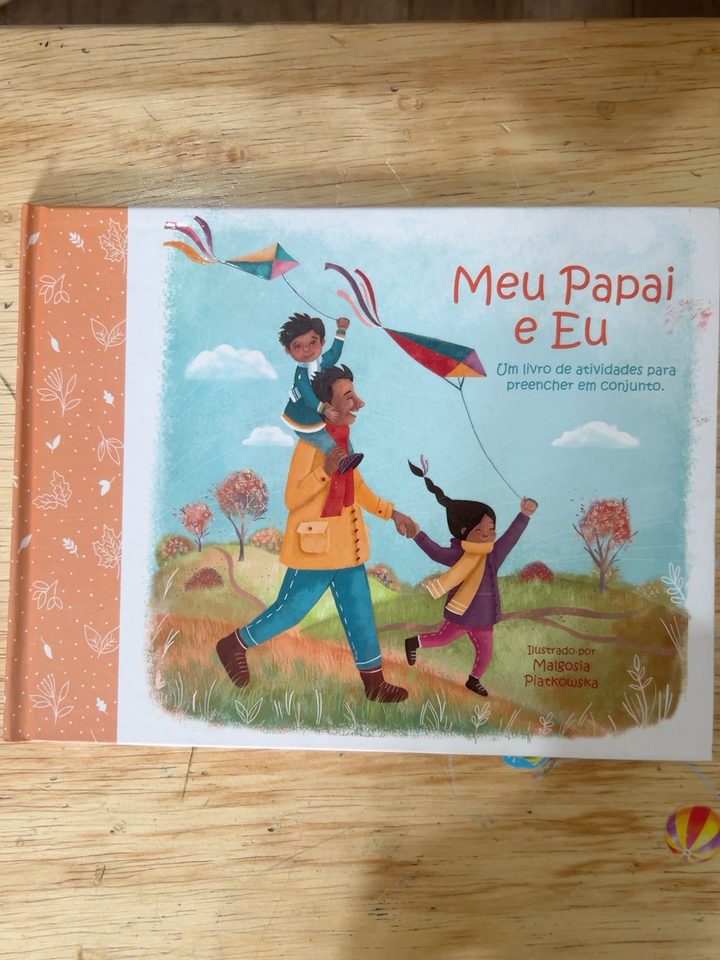 Meu Papai
e Eu
Um livro de atividades para
preencher em conjunto.
Ilustrado por
Malgosia
Piatkowska